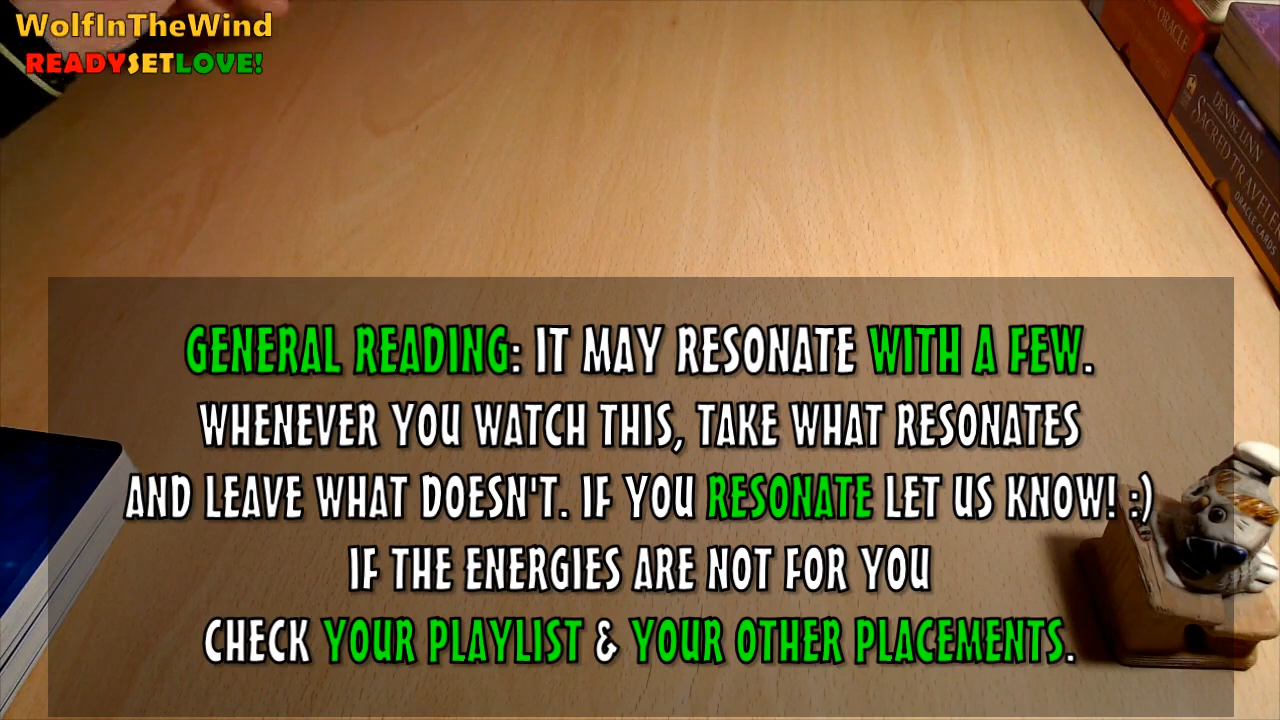 WolfInTheWind
READYSETLOVE!
ORACLE
DENISE LINN
SACRED TRAVELER
ORACLE CARDS
GENERAL READING: IT MAY RESONATE WITH A FEW.
WHENEVER YOU WATCH THIS, TAKE WHAT RESONATES
AND LEAVE WHAT DOESN'T. IF YOU RESONATE LET US KNOW! :)
IF THE ENERGIES ARE NOT FOR YOU
CHECK YOUR PLAYLIST & YOUR OTHER PLACEMENTS.